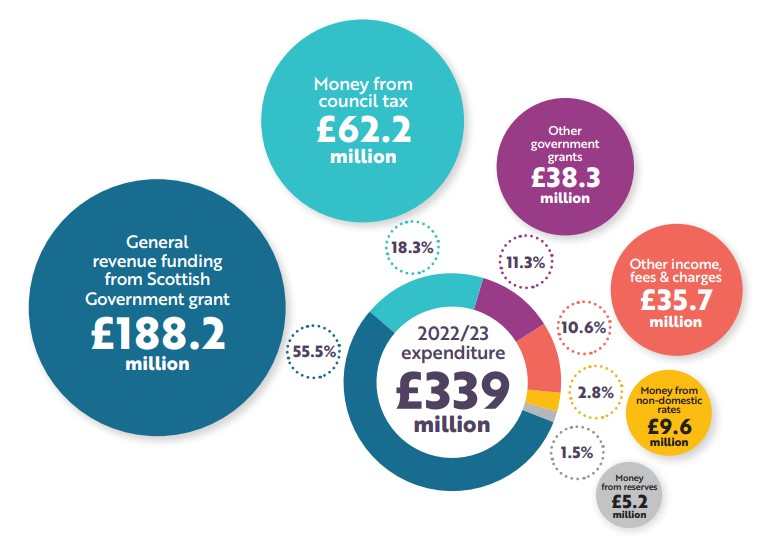 Money from
council tax
£62.2
million
Other
government
grants
£38.3
million
General
revenue funding
from Scottish
Government grant
£188.2
million
18.3%
11.3%
Other income,
fees & charges
£35.7
million
10.6%
55.5%
2022/23
expenditure
£339
million
2.8%
Money from
non-domestic
rates
£9.6
million
1.5%
Money
from reserves
£5.2
million